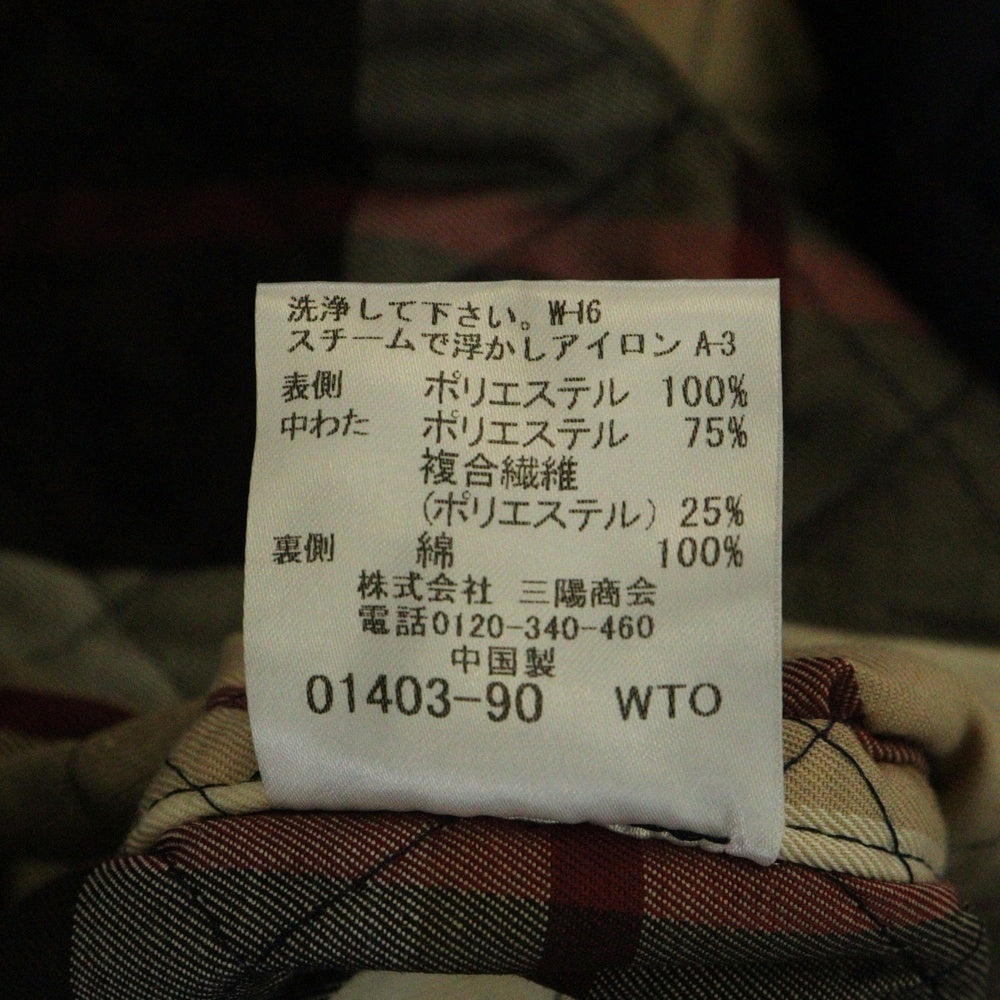 洗浄して下さい。W-16
スチームで浮かしアイロン A-3
表側 ポリエステル 100%
中わた ポリエステル 75%
複合繊維
(ポリエステル) 25%
裏側 綿 100%
株式会社 三陽商会
電話0120-340-460
中国製
01403-90 WTO